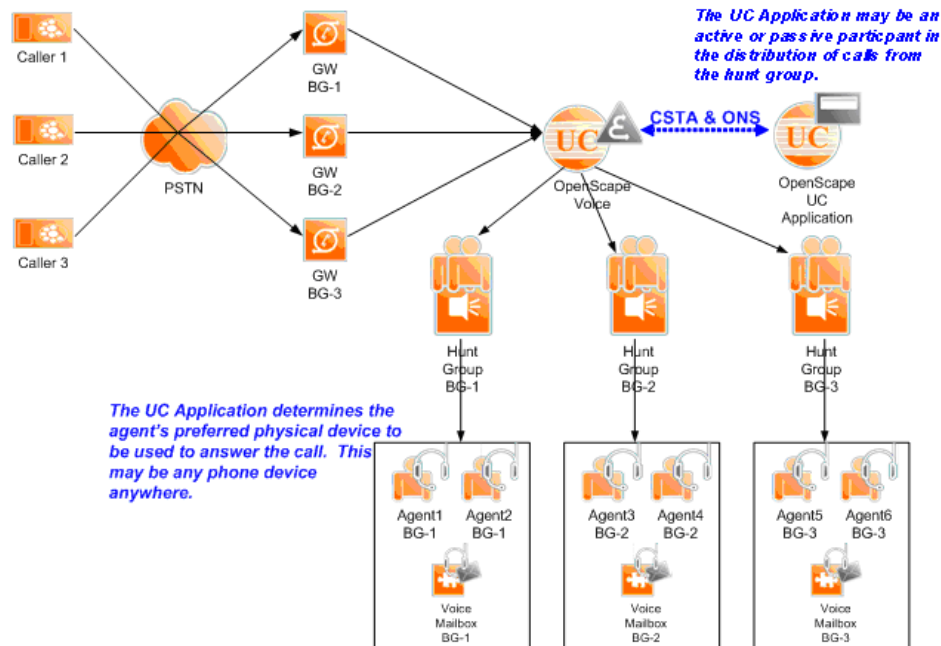 The UC Application may be an
active or passive particpant in
the distribution of calls from
the hunt group.
Caller 1
GW
BG-1
CSTA & ONS
UC
UC
Caller 2
PSTN
GW
BG-2
OpenScape
Voice
OpenScape
UC
Application
Caller 3
GW
BG-3
Hunt
Group
BG-1
Hunt
Group
BG-2
Hunt
Group
BG-3
The UC Application determines the
agent's preferred physical device to
be used to answer the call. This
may be any phone device
anywhere.
Agent1
BG-1
Agent2
BG-1
Agent3
BG-2
Agent4
BG-2
Agent5
BG-3
Agent6
BG-3
Voice
Mailbox
BG-1
Voice
Mailbox
BG-2
Voice
Mailbox
BG-3